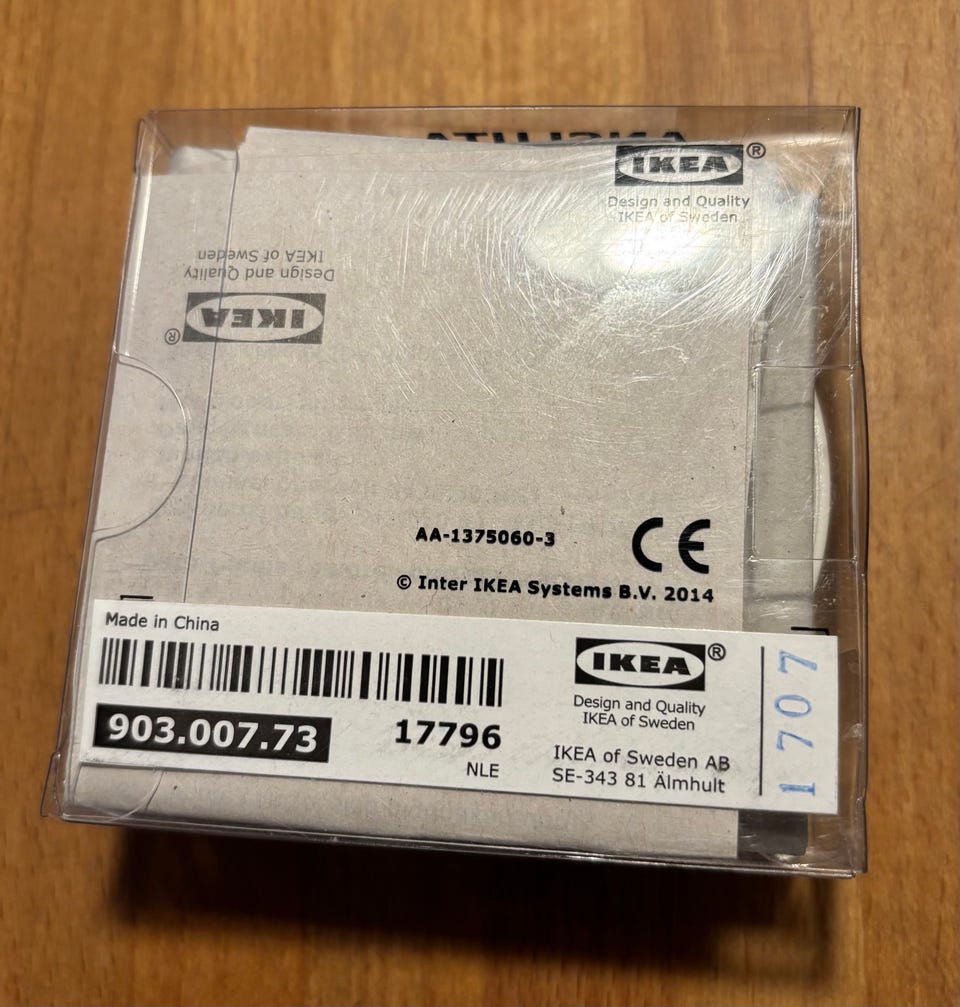 IKEA®
Design and Quality
IKEA of Sweden
Design and Quality
IKEA of Sweden
IKEA®
AA-1375060-3
CE
© Inter IKEA Systems B.V. 2014
Made in China
903.007.73
17796
NLE
IKEA®
Design and Quality
IKEA of Sweden
IKEA of Sweden AB
SE-343 81 Älmhult
1707